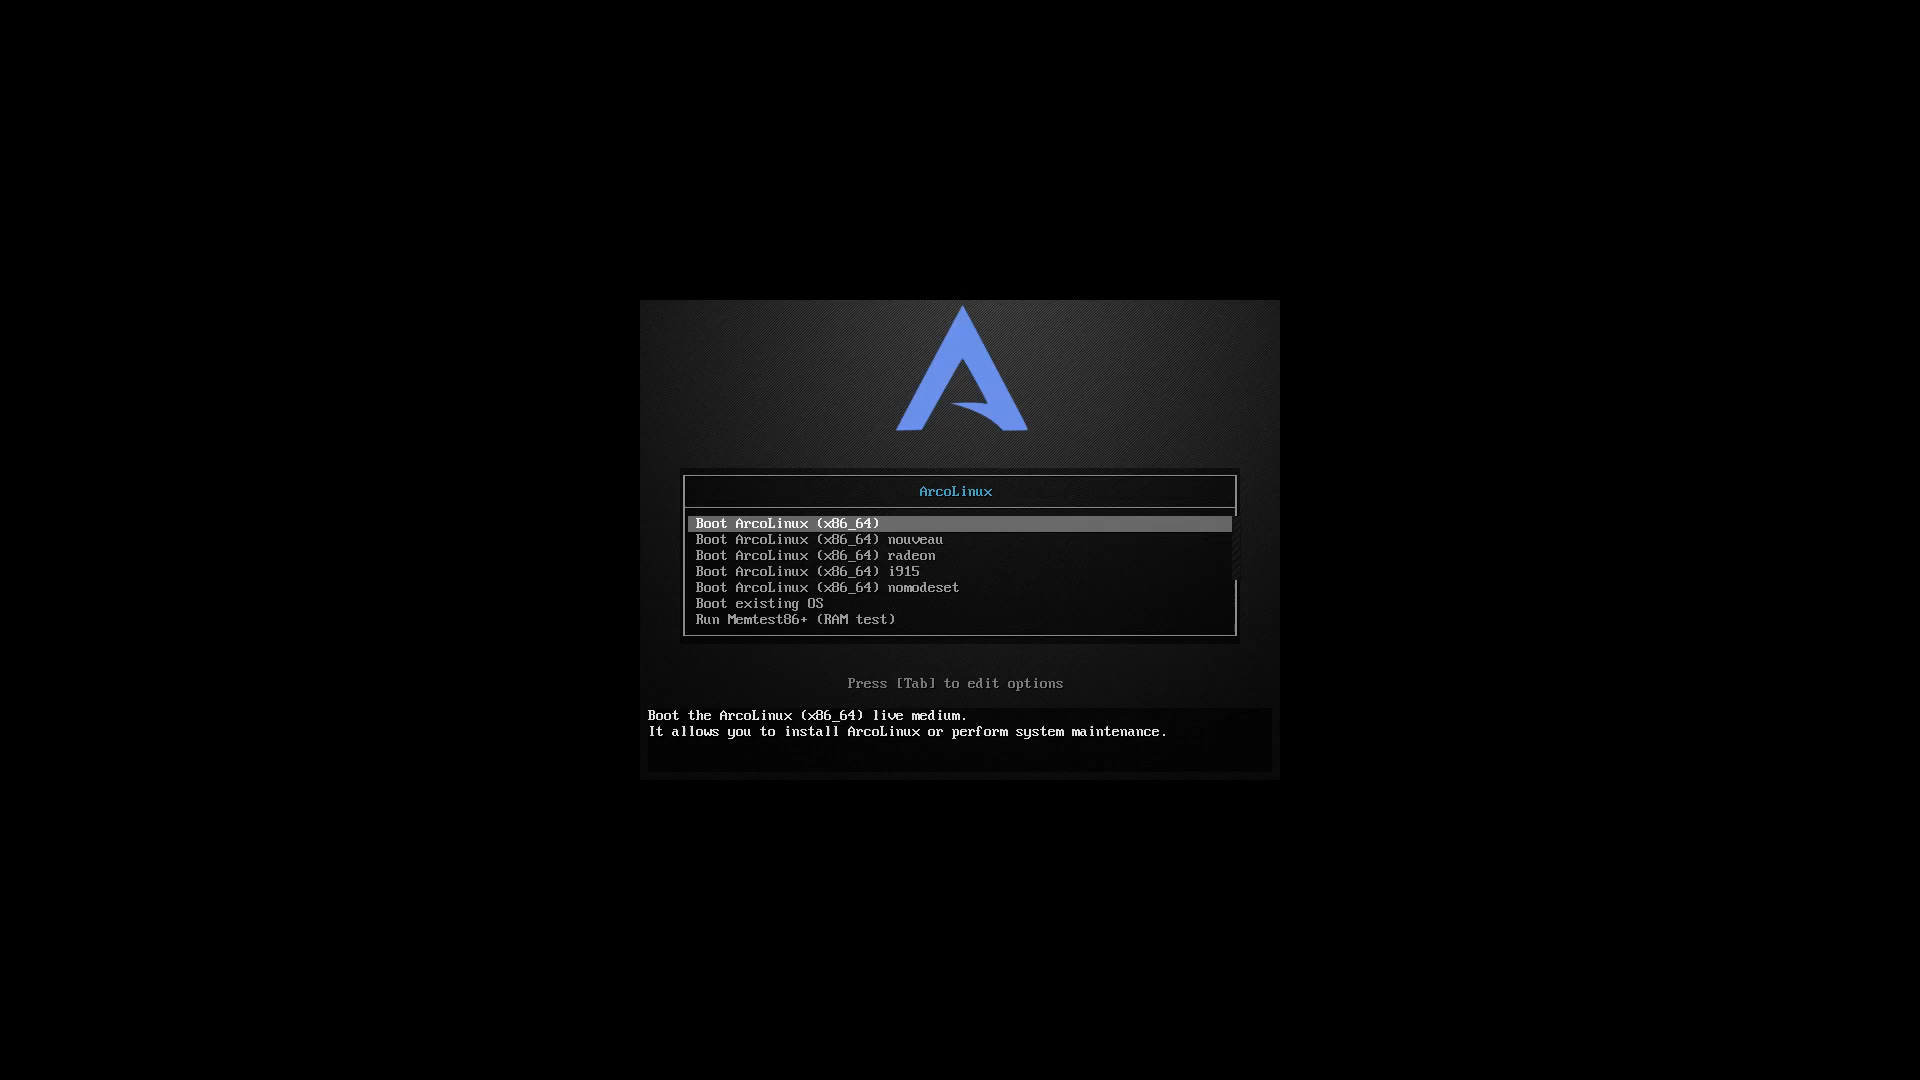 ArcoLinux
Boot ArcoLinux (x86_64)
Boot ArcoLinux (x86_64) nouveau
Boot ArcoLinux (x86_64) radeon
Boot ArcoLinux (x86_64) i915
Boot ArcoLinux (x86_64) nomodeset
Boot existing OS
Run Memtest86+ (RAM test)
Press [Tab] to edit options
Boot the ArcoLinux (x86_64) live medium.
It allows you to install ArcoLinux or perform system maintenance.